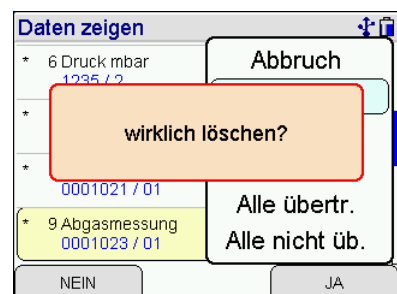 Daten zeigen
* 6 Druck mbar
1235 / 2
Abbruch
*
wirklich löschen?
*
0001021 / 01
Alle übertr.
* 9 Abgasmessung
0001023 / 01
Alle nicht üb.
NEIN
JA